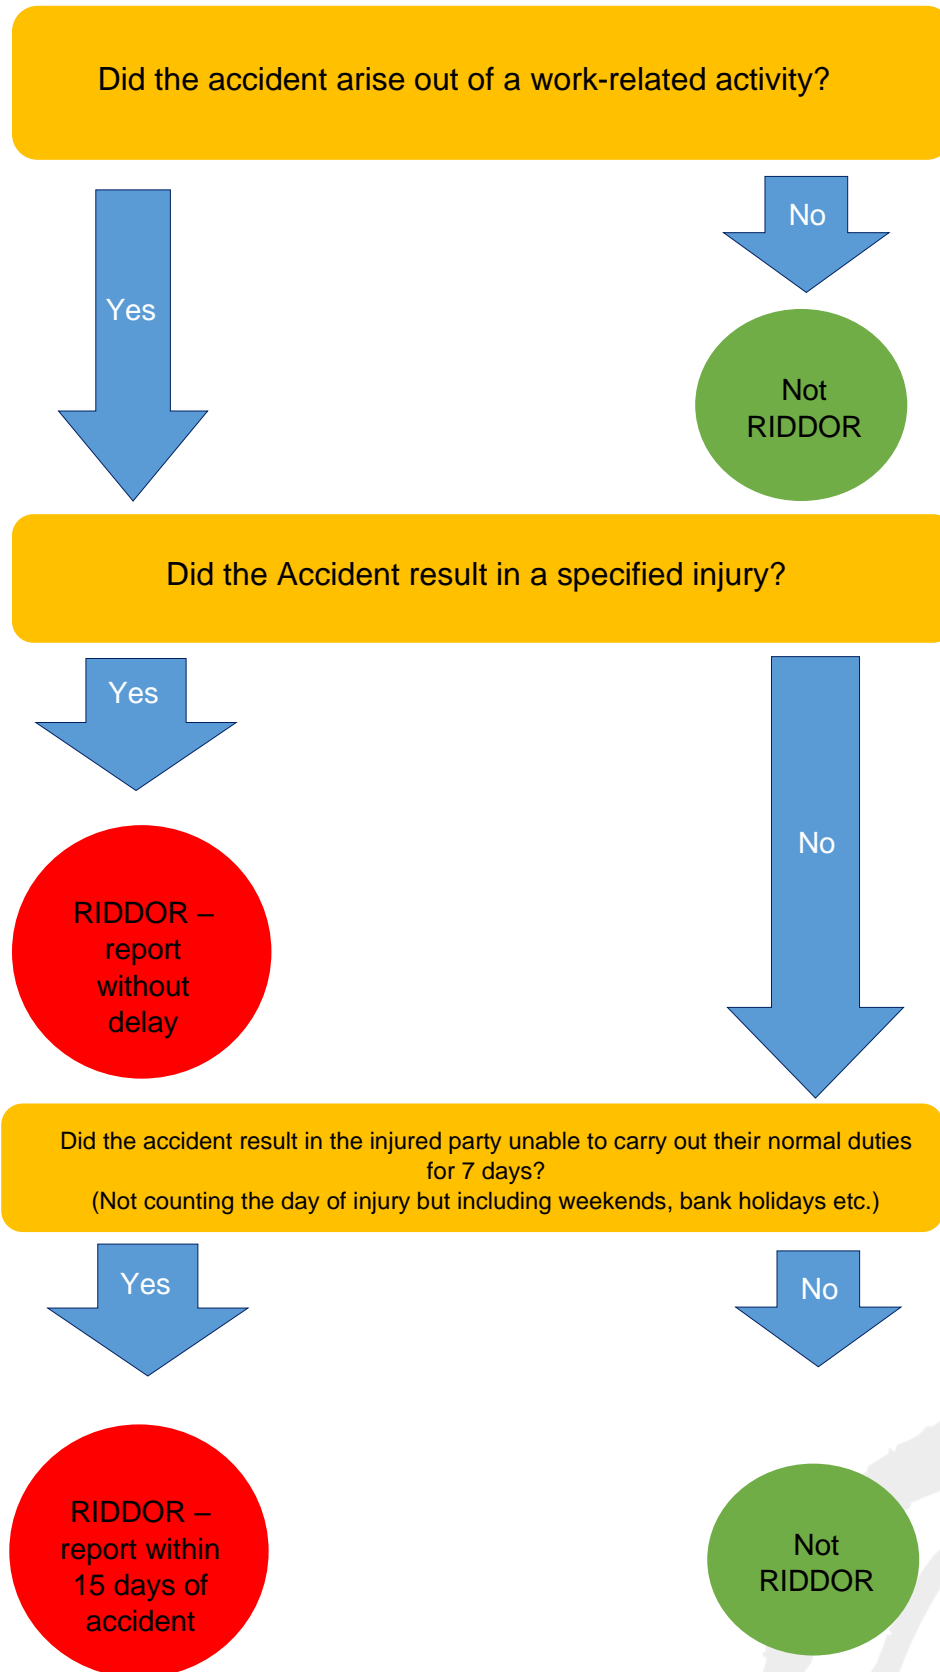 Did the accident arise out of a work-related activity?
Yes
No
Not
RIDDOR
Did the Accident result in a specified injury?
Yes
No
RIDDOR –
report
without
delay
Did the accident result in the injured party unable to carry out their normal duties
for 7 days?
(Not counting the day of injury but including weekends, bank holidays etc.)
Yes
No
RIDDOR –
report within
15 days of
accident
Not
RIDDOR